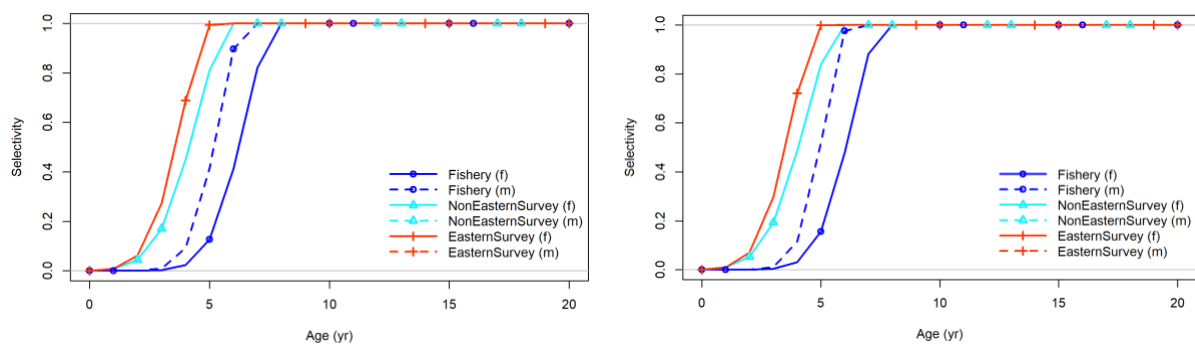 Selectivity
1.0
0.8
0.6
0.4
0.2
0.0
Fishery (f)
Fishery (m)
NonEasternSurvey (f)
NonEasternSurvey (m)
EasternSurvey (f)
EasternSurvey (m)
0 5 10 15 20
Age (yr)
Selectivity
1.0
0.8
0.6
0.4
0.2
0.0
Fishery (f)
Fishery (m)
NonEasternSurvey (f)
NonEasternSurvey (m)
EasternSurvey (f)
EasternSurvey (m)
0 5 10 15 20
Age (yr)